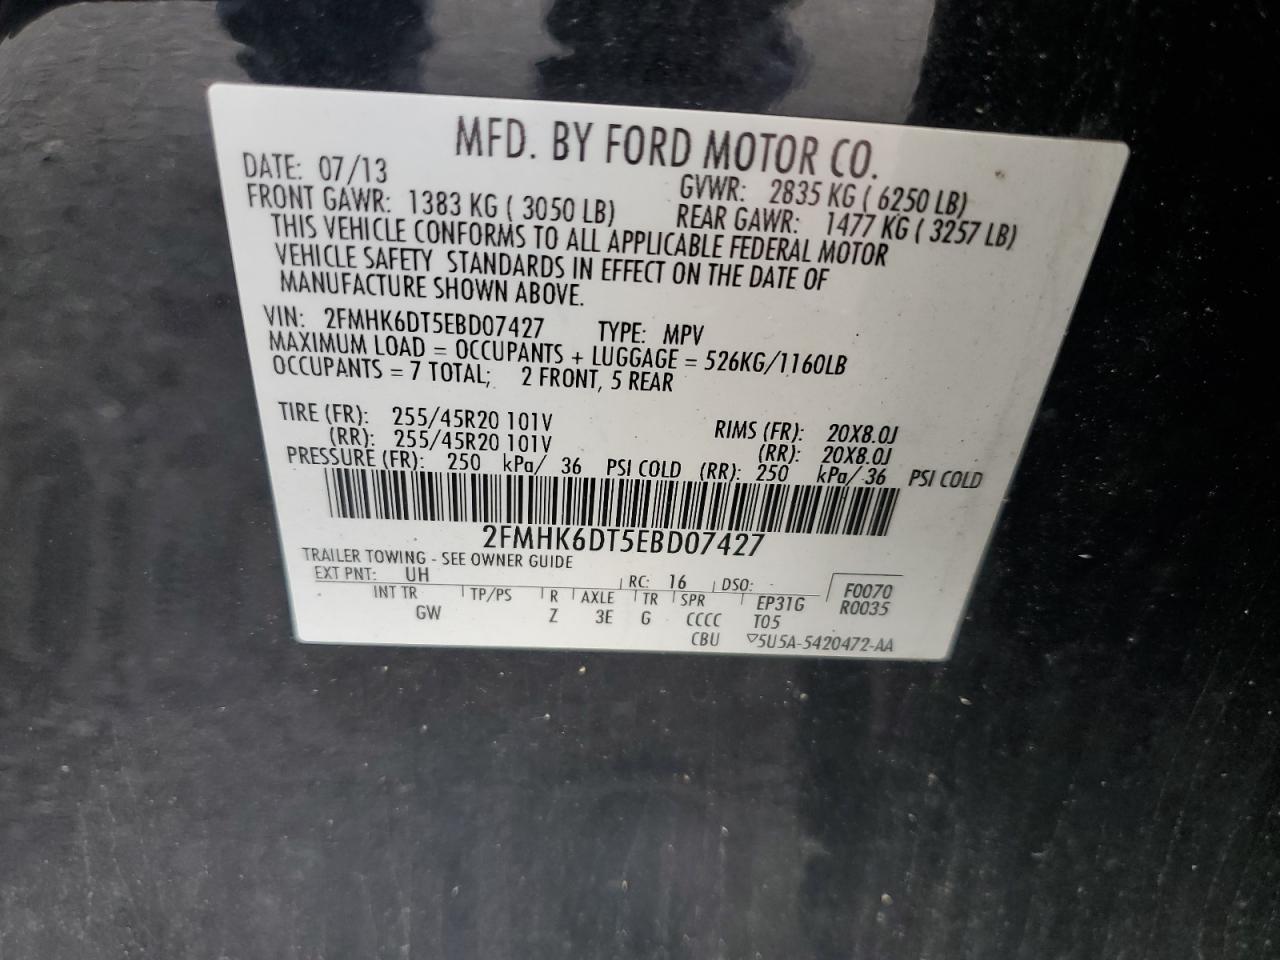 MFD. BY FORD MOTOR CO.
DATE: 07/13 GVWR: 2835 KG ( 6250 LB)
FRONT GAWR: 1383 KG ( 3050 LB) REAR GAWR: 1477 KG ( 3257 LB)
THIS VEHICLE CONFORMS TO ALL APPLICABLE FEDERAL MOTOR
VEHICLE SAFETY STANDARDS IN EFFECT ON THE DATE OF
MANUFACTURE SHOWN ABOVE.
VIN: 2FMHK6DT5EBD07427 TYPE: MPV
MAXIMUM LOAD = OCCUPANTS + LUGGAGE = 526KG/1160LB
OCCUPANTS = 7 TOTAL; 2 FRONT, 5 REAR
TIRE (FR): 255/45R20 101V RIMS (FR): 20X8.0J
(RR): 255/45R20 101V (RR): 20X8.0J
PRESSURE (FR): 250 kPa/ 36 PSI COLD (RR): 250 kPa/ 36 PSI COLD
2FMHK6DT5EBD07427
TRAILER TOWING - SEE OWNER GUIDE
EXT PNT: UH RC: 16 DSO: - F0070
INT TR TP/PS R AXLE TR SPR EP31G R0035
GW Z 3E G CCCC T05
CBU ▽5U5A-5420472-AA